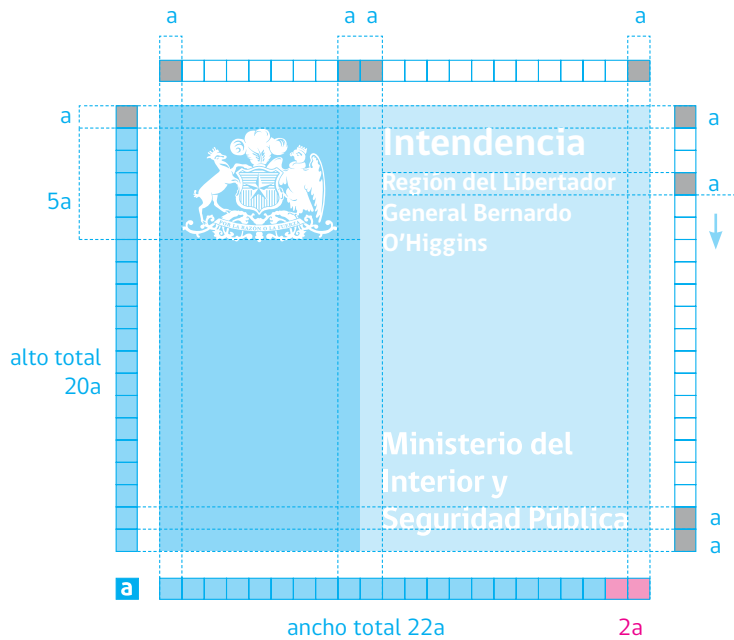 a
a a
a
a
5a
alto total
20a
Intendencia
Región del Libertador
General Bernardo
O'Higgins
Ministerio del
Interior y
Seguridad Pública
a
a
a
a
a
ancho total 22a
2a